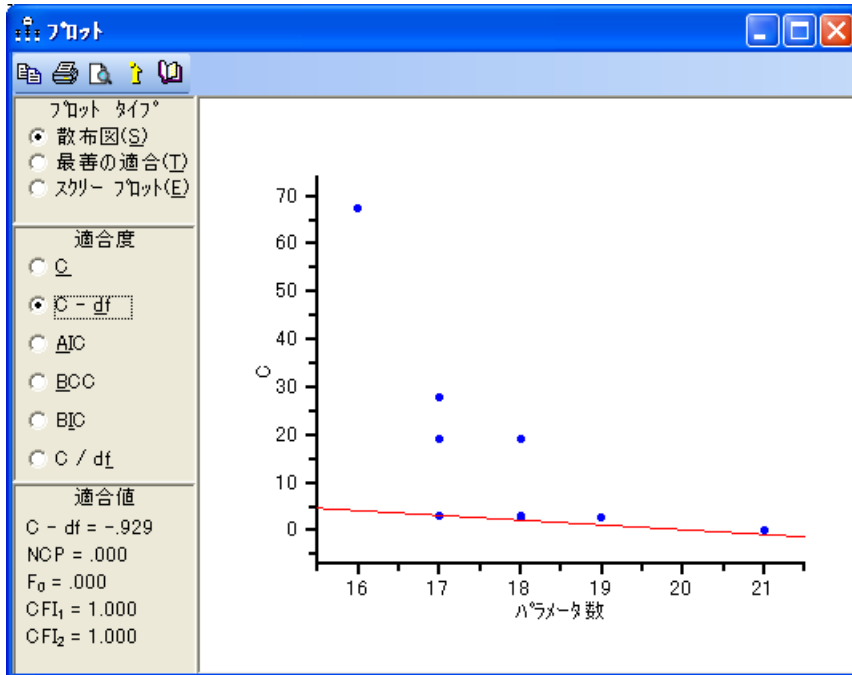 ﾌﾟﾛｯﾄ
ﾌﾟﾛｯﾄ ﾀｲﾌﾟ
散布図(S)
最善の適合(T)
ｽｸﾘｰ ﾌﾟﾛｯﾄ(E)
適合度
C
C - df
AIC
BCC
BIC
C / df
適合値
C - df = -.929
NCP = .000
F0 = .000
CFI1 = 1.000
CFI2 = 1.000
70
60
50
40
C
30
20
10
0
16 17 18 19 20 21
ﾊﾟﾗﾒｰﾀ数